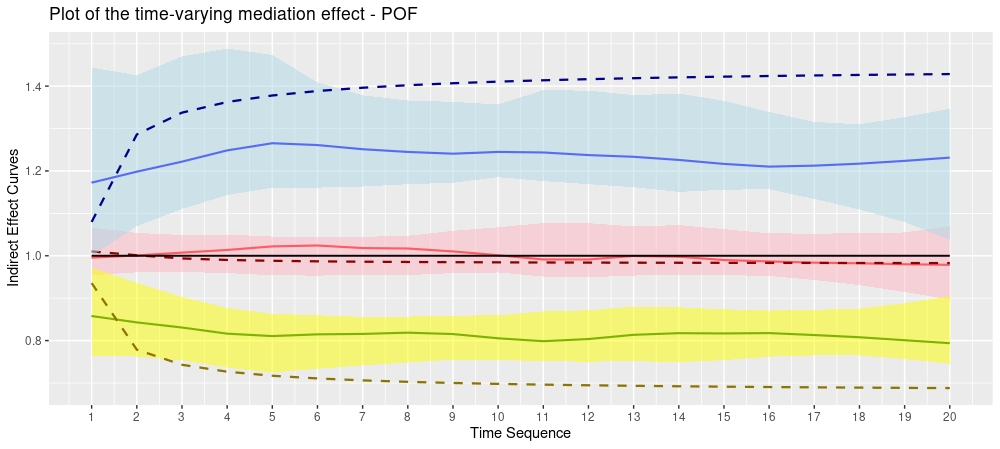 Plot of the time-varying mediation effect - POF
Indirect Effect Curves
1.4
1.2
1.0
0.8
1 2 3 4 5 6 7 8 9 10 11 12 13 14 15 16 17 18 19 20
Time Sequence